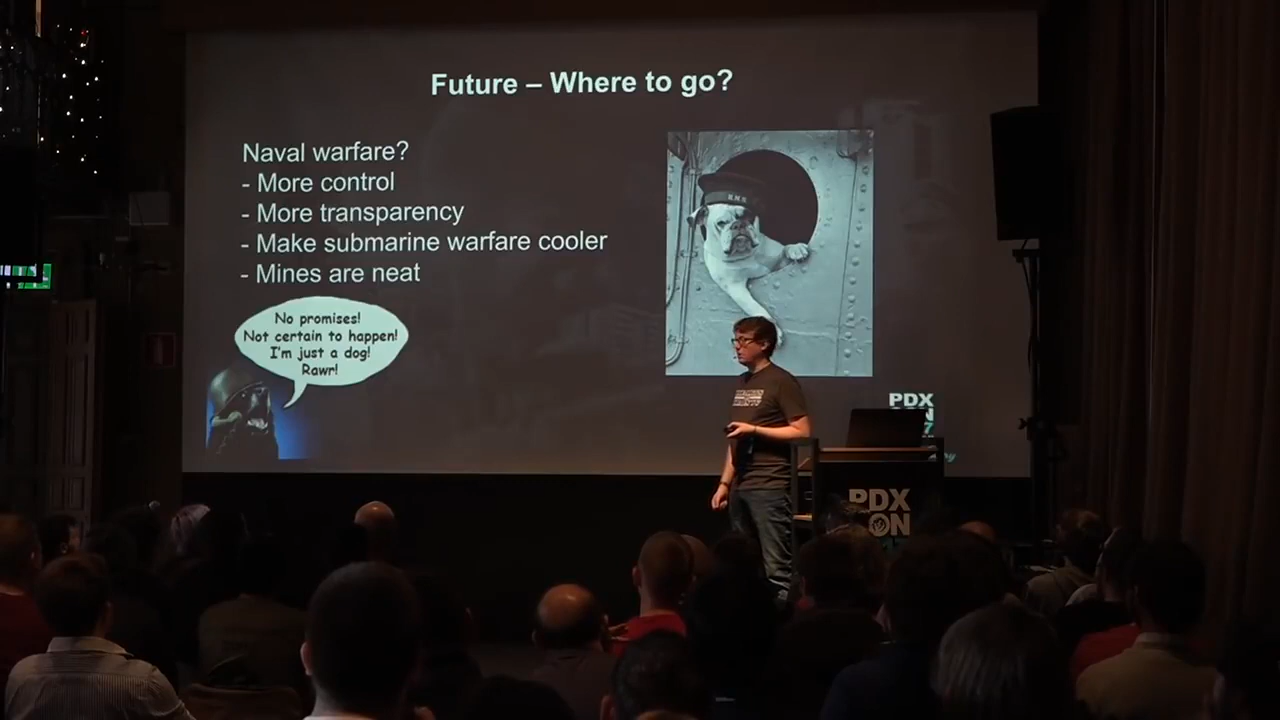 Future – Where to go?
Naval warfare?
- More control
- More transparency
- Make submarine warfare cooler
- Mines are neat
No promises!
Not certain to happen!
I'm just a dog!
Rawr!
PDX
PDX
ON